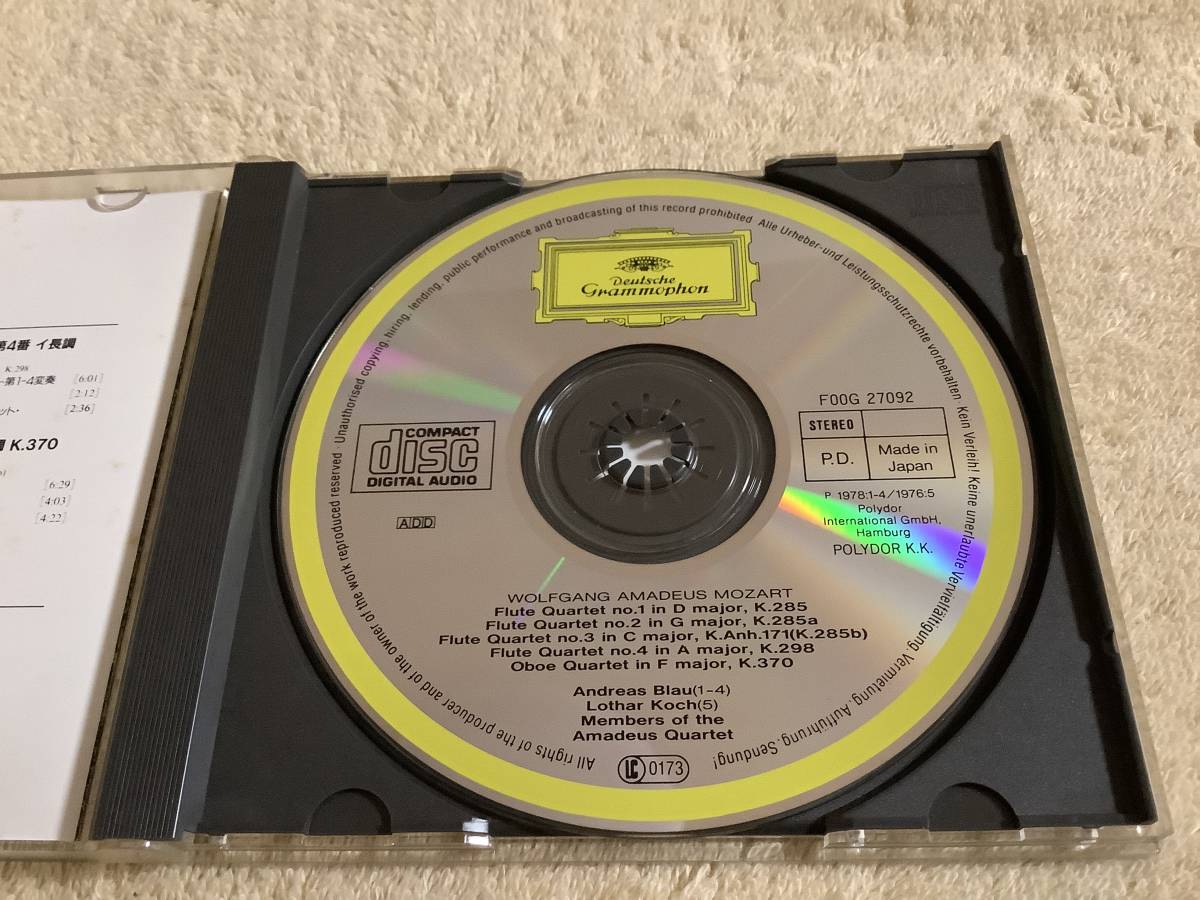 第4番 イ長調
K.298
第1-4変奏 [6:01]
[2:12]
ット・ [2:36]
調 K.370
[6:29]
[4:03]
[4:22]
All rights of the producer and of the owner of the work reproduced reserved · Unauthorised copying, hiring, lending, public performance and broadcasting of this record prohibited
Alle Urheber- und Leistungsschutzrechte vorbehalten · Kein Verleih! Keine unerlaubte Vervielfältigung, Vermietung, Aufführung, Sendung!
Deutsche
Grammophon
COMPACT
disc
DIGITAL AUDIO
ADD
F00G 27092
STEREO
P.D.
Made in
Japan
P 1978:1-4/1976:5
Polydor
International GmbH,
Hamburg
POLYDOR K.K.
WOLFGANG AMADEUS MOZART
Flute Quartet no.1 in D major, K.285
Flute Quartet no.2 in G major, K.285a
Flute Quartet no.3 in C major, K.Anh.171(K.285b)
Flute Quartet no.4 in A major, K.298
Oboe Quartet in F major, K.370
Andreas Blau(1-4)
Lothar Koch(5)
Members of the
Amadeus Quartet
LC 0173